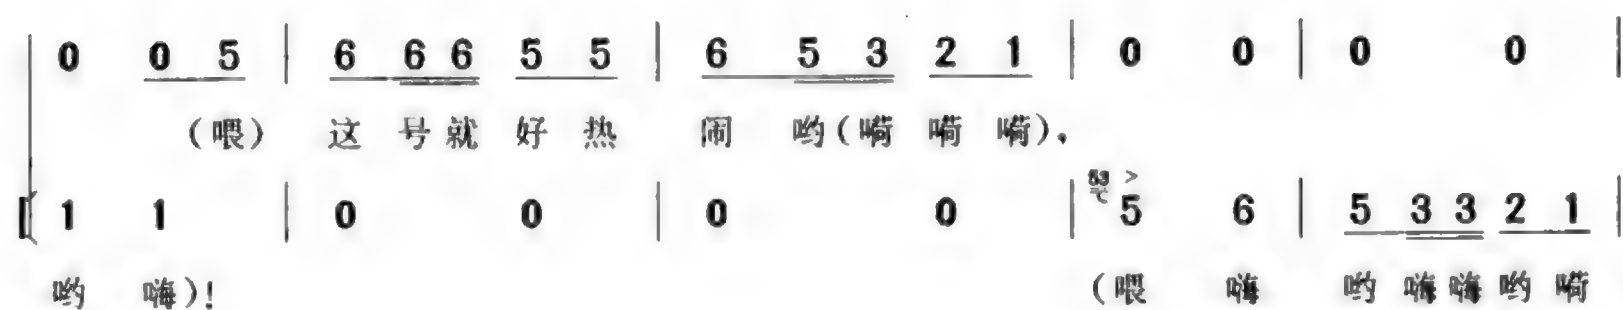 0 0 5 | 6 6 6 5 5 | 6 5 3 2 1 | 0 0 | 0 0 |
(喂) 这 号 就 好 热 闹 哟(嗬 嗬 嗬),
1 1 | 0 0 | 0 0 | 53 > 5 6 | 5 3 3 2 1 |
哟 嗨)! (喂 嗨 哟 嗨 嗨 哟 嗬